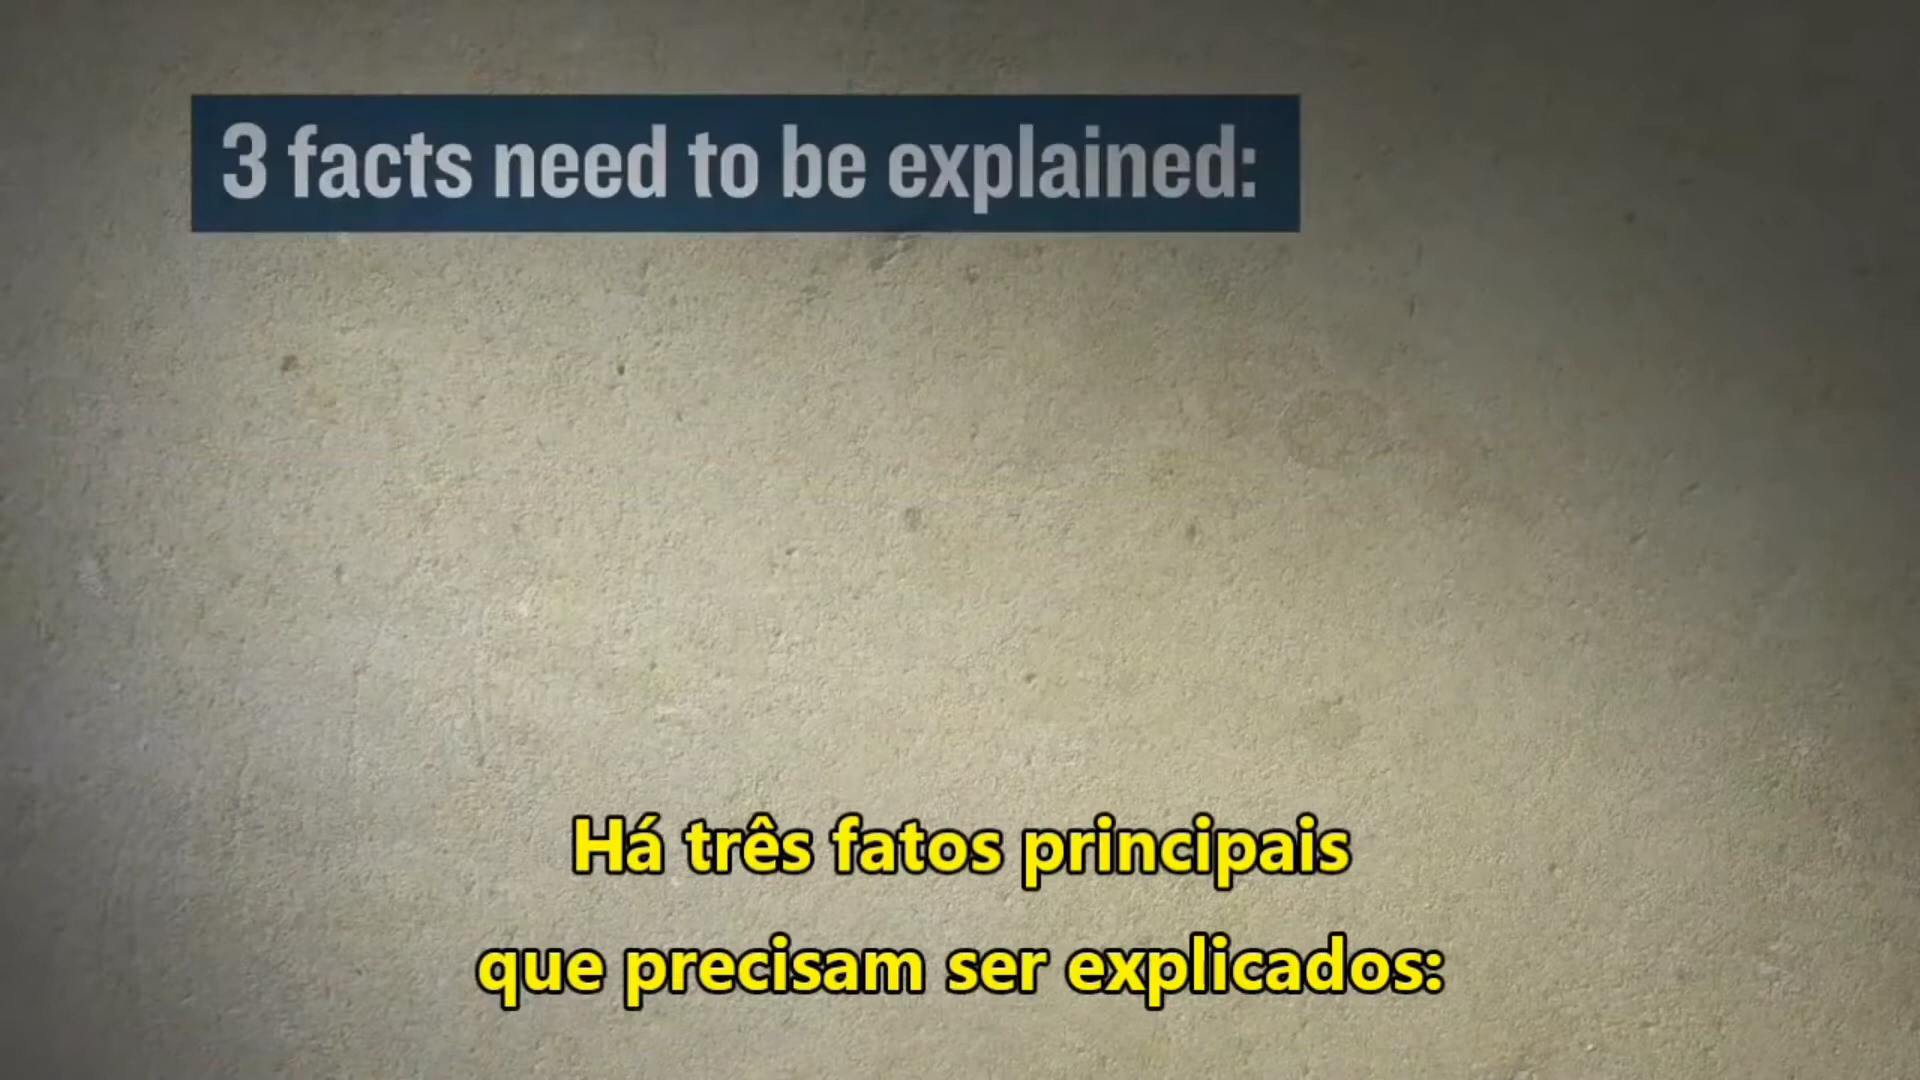 3 facts need to be explained:
Há três fatos principais
que precisam ser explicados: